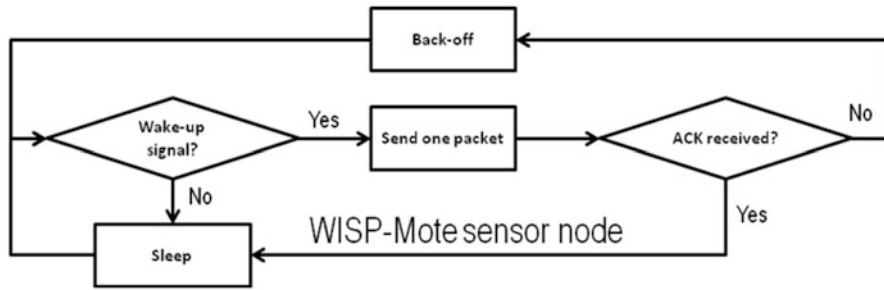 Back-off
Wake-up
signal?
Yes
Send one packet
ACK received?
No
No
Yes
WISP-Mote sensor node
Sleep